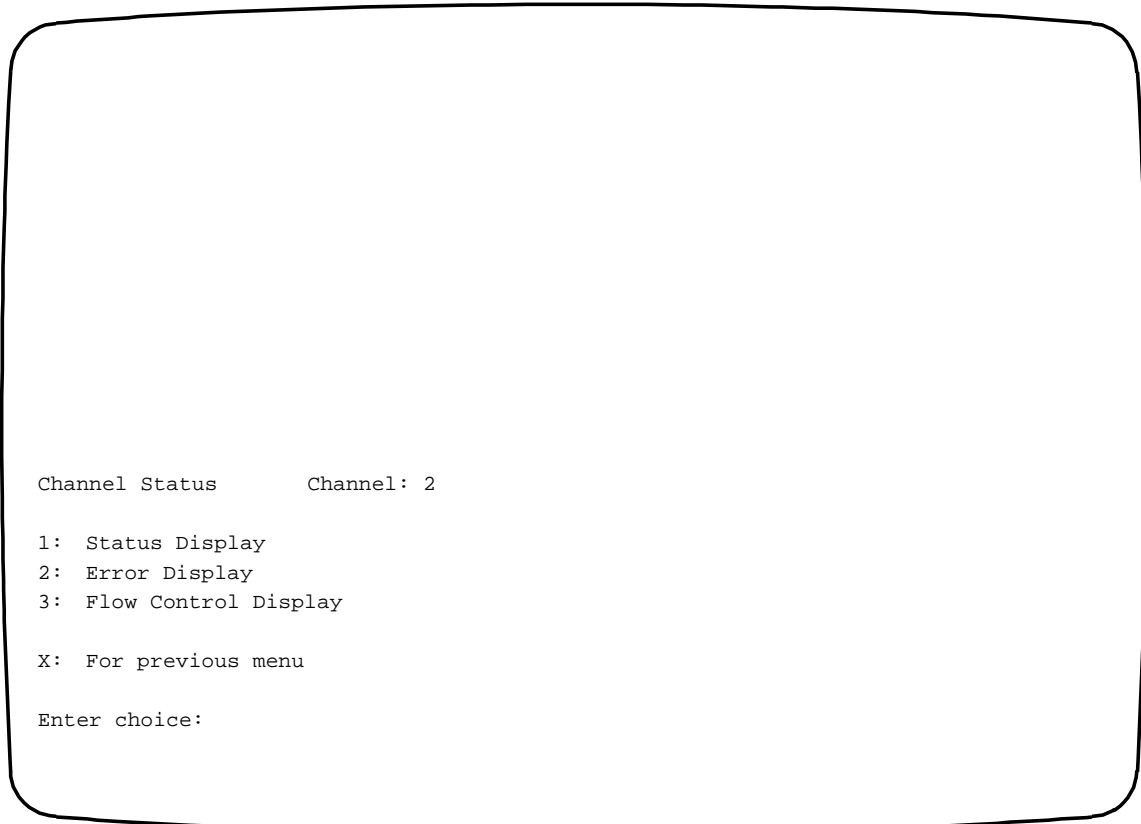 Channel Status Channel: 2
1: Status Display
2: Error Display
3: Flow Control Display
X: For previous menu
Enter choice: